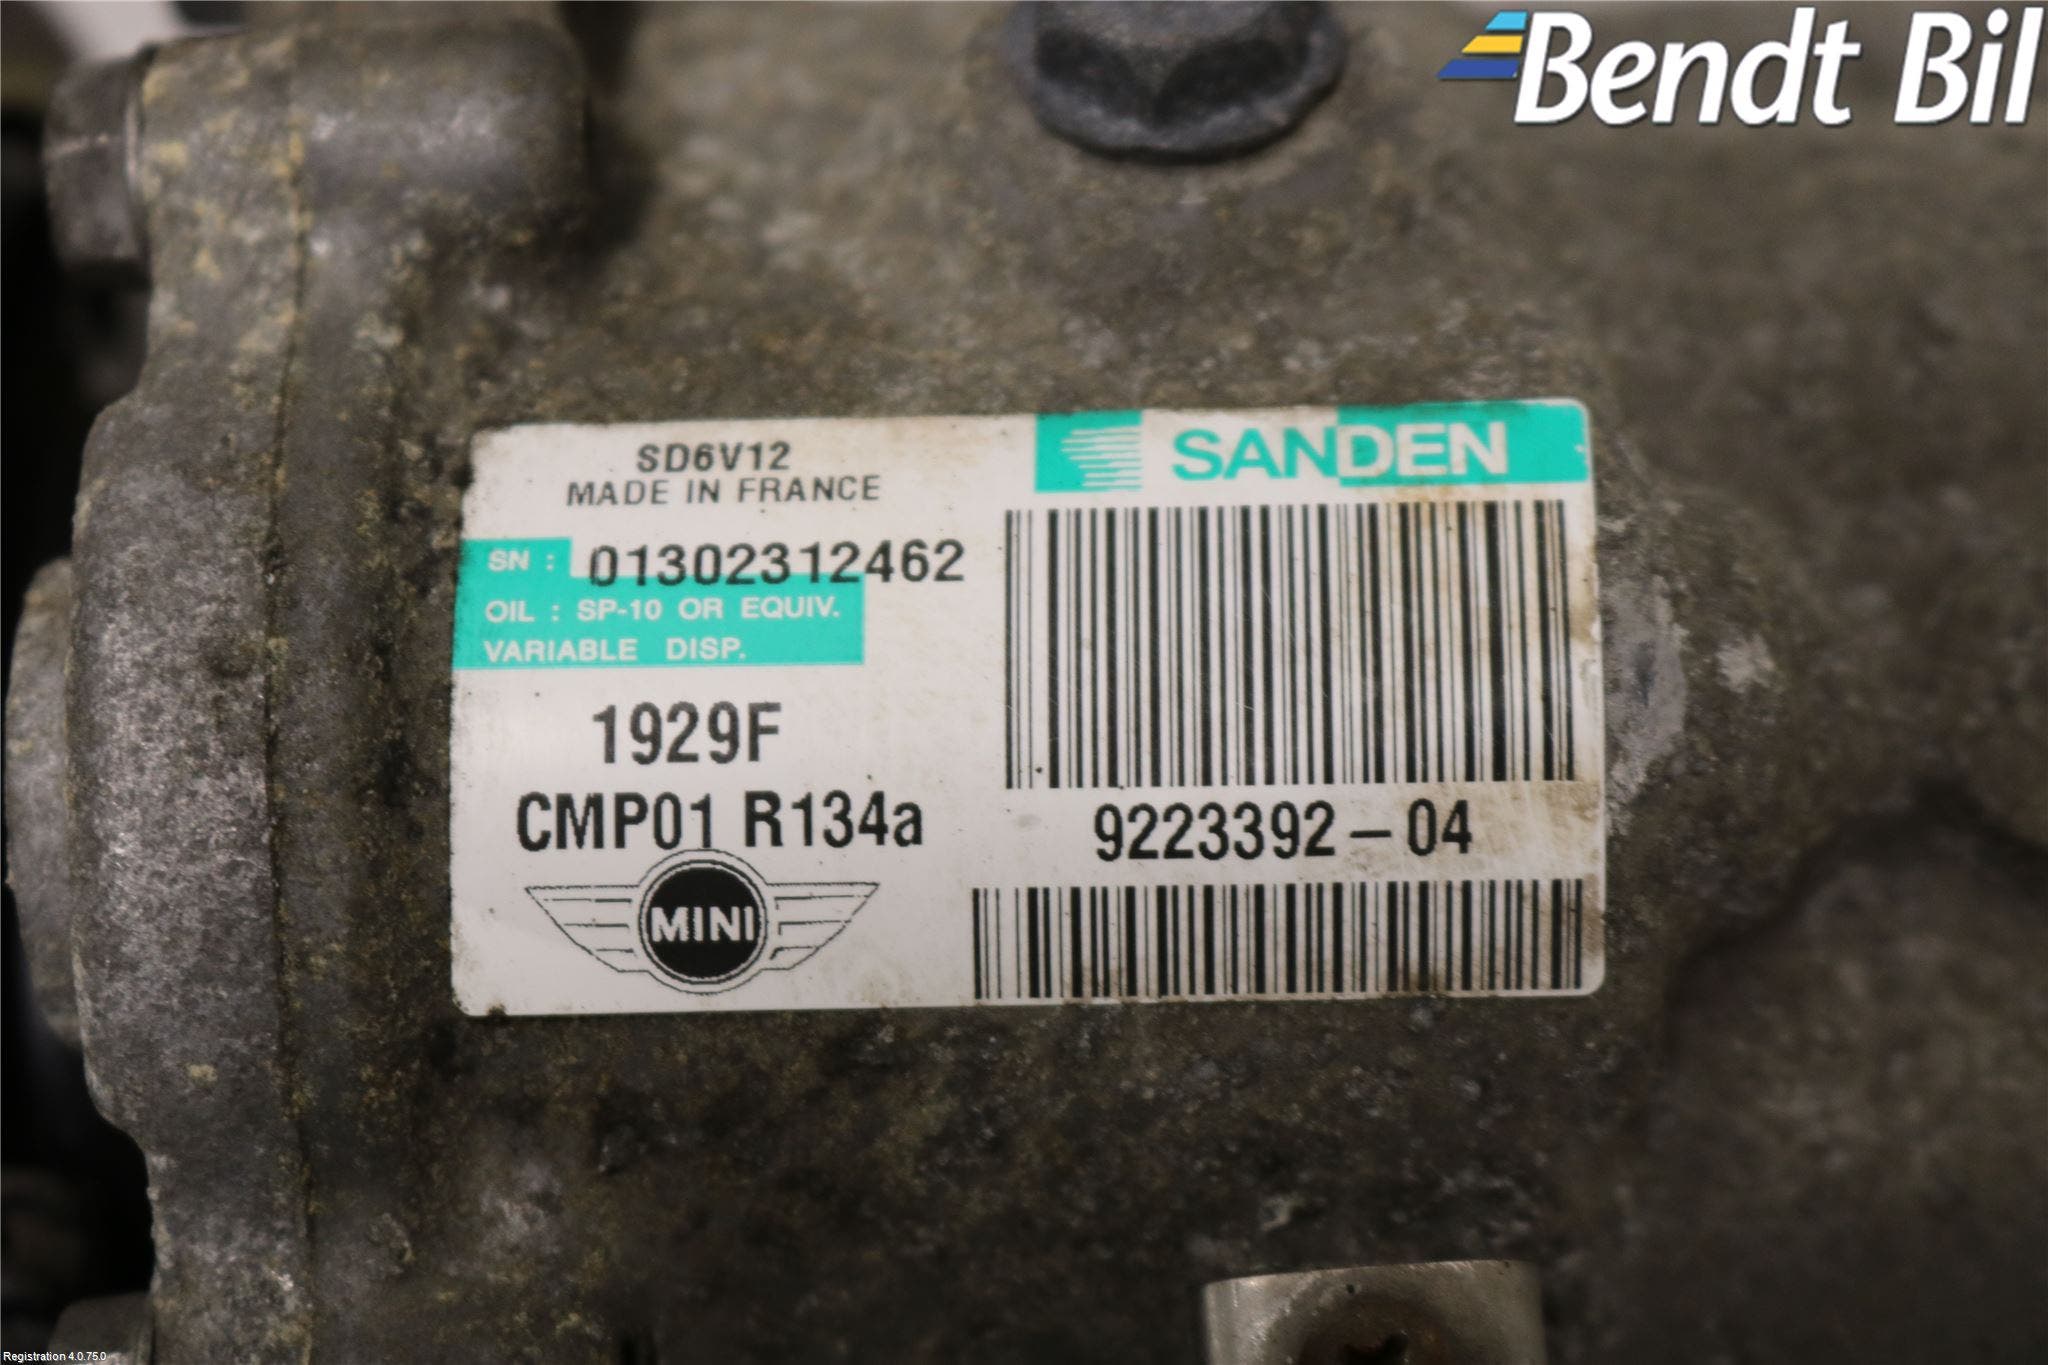 Bendt Bil
SD6V12
MADE IN FRANCE
SANDEN
SN : 01302312462
OIL : SP-10 OR EQUIV.
VARIABLE DISP.
1929F
CMP01 R134a
9223392-04
MINI
Registration 4.0.75.0